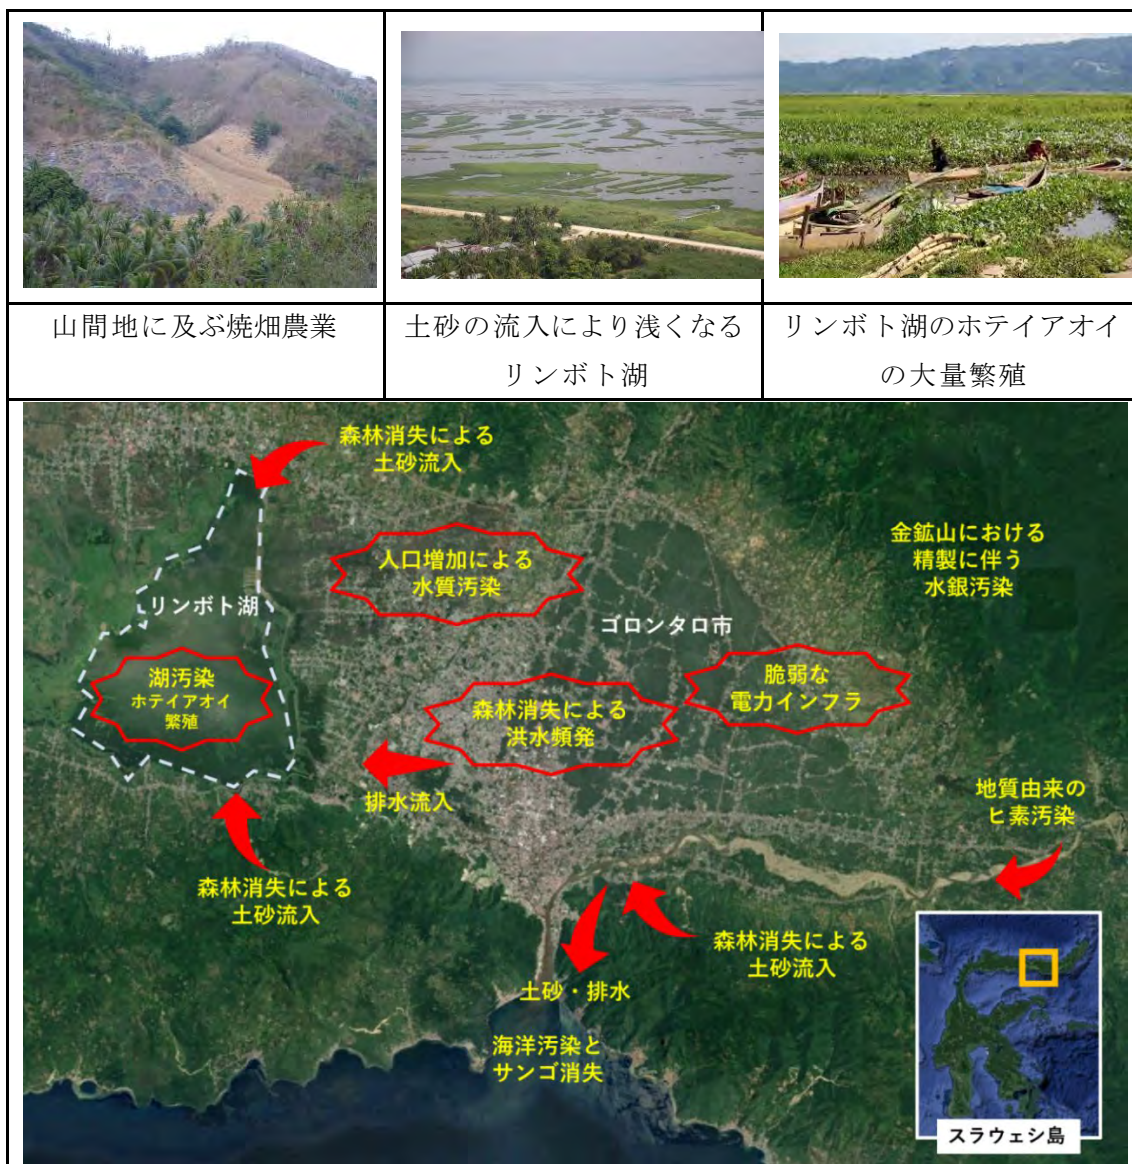 山間地に及ぶ焼畑農業
土砂の流入により浅くなる
リンボト湖
リンボト湖のホテイアオイ
の大量繁殖
森林消失による
土砂流入
人口増加による
水質汚染
金鉱山における
精製に伴う
水銀汚染
リンボト湖
ゴロンタロ市
湖汚染
ホテイアオイ
繁殖
森林消失による
洪水頻発
脆弱な
電力インフラ
排水流入
地質由来の
ヒ素汚染
森林消失による
土砂流入
森林消失による
土砂流入
土砂・排水
海洋汚染と
サンゴ消失
スラウェシ島